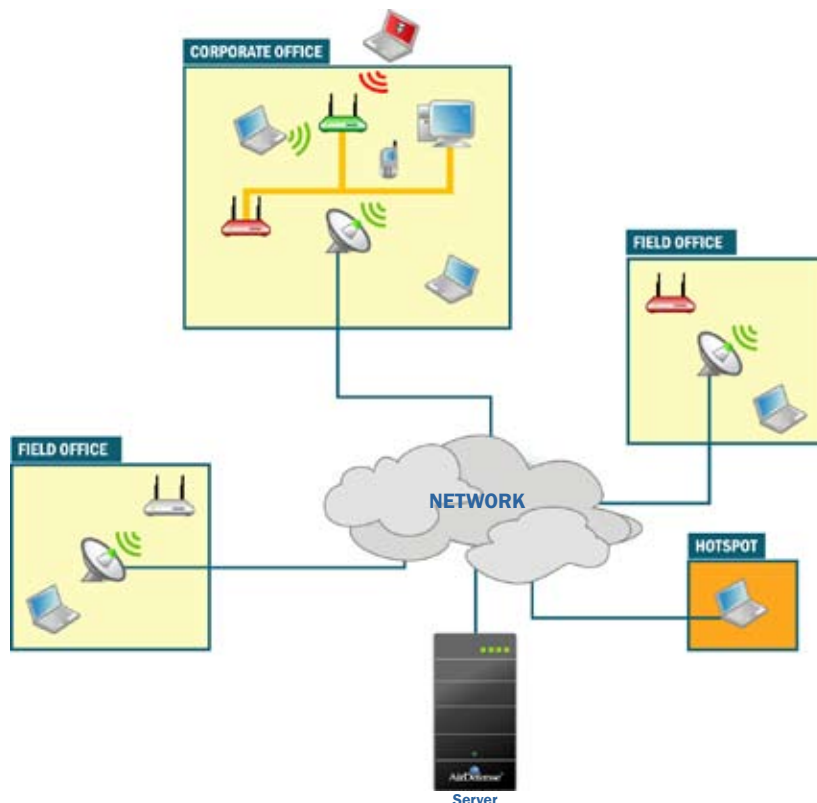 CORPORATE OFFICE
FIELD OFFICE
FIELD OFFICE
NETWORK
HOTSPOT
AirDefense
Server